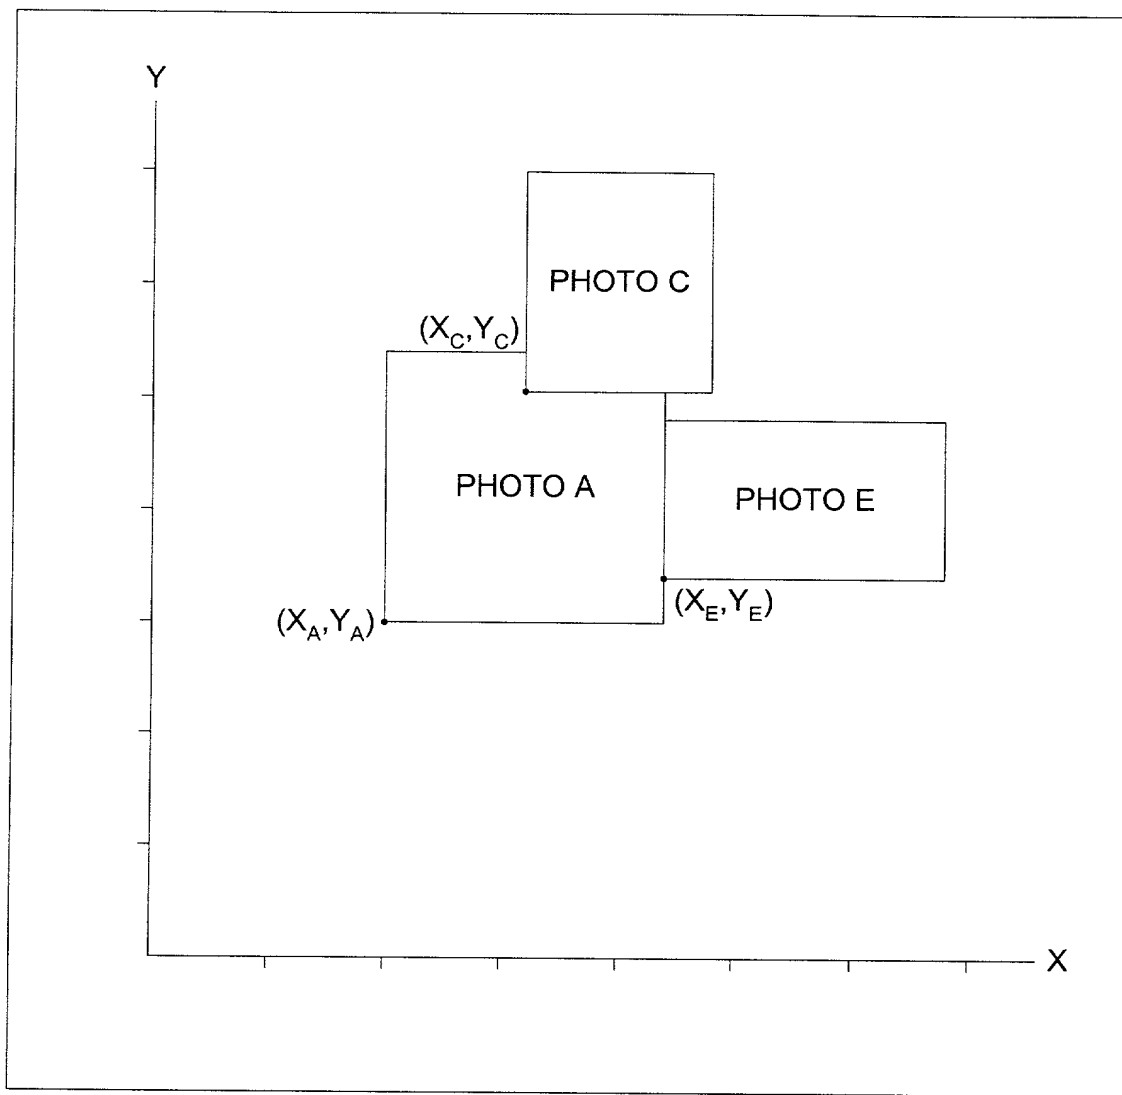 Y
PHOTO C
(X_C,Y_C)
PHOTO A
PHOTO E
(X_E,Y_E)
(X_A,Y_A)
X